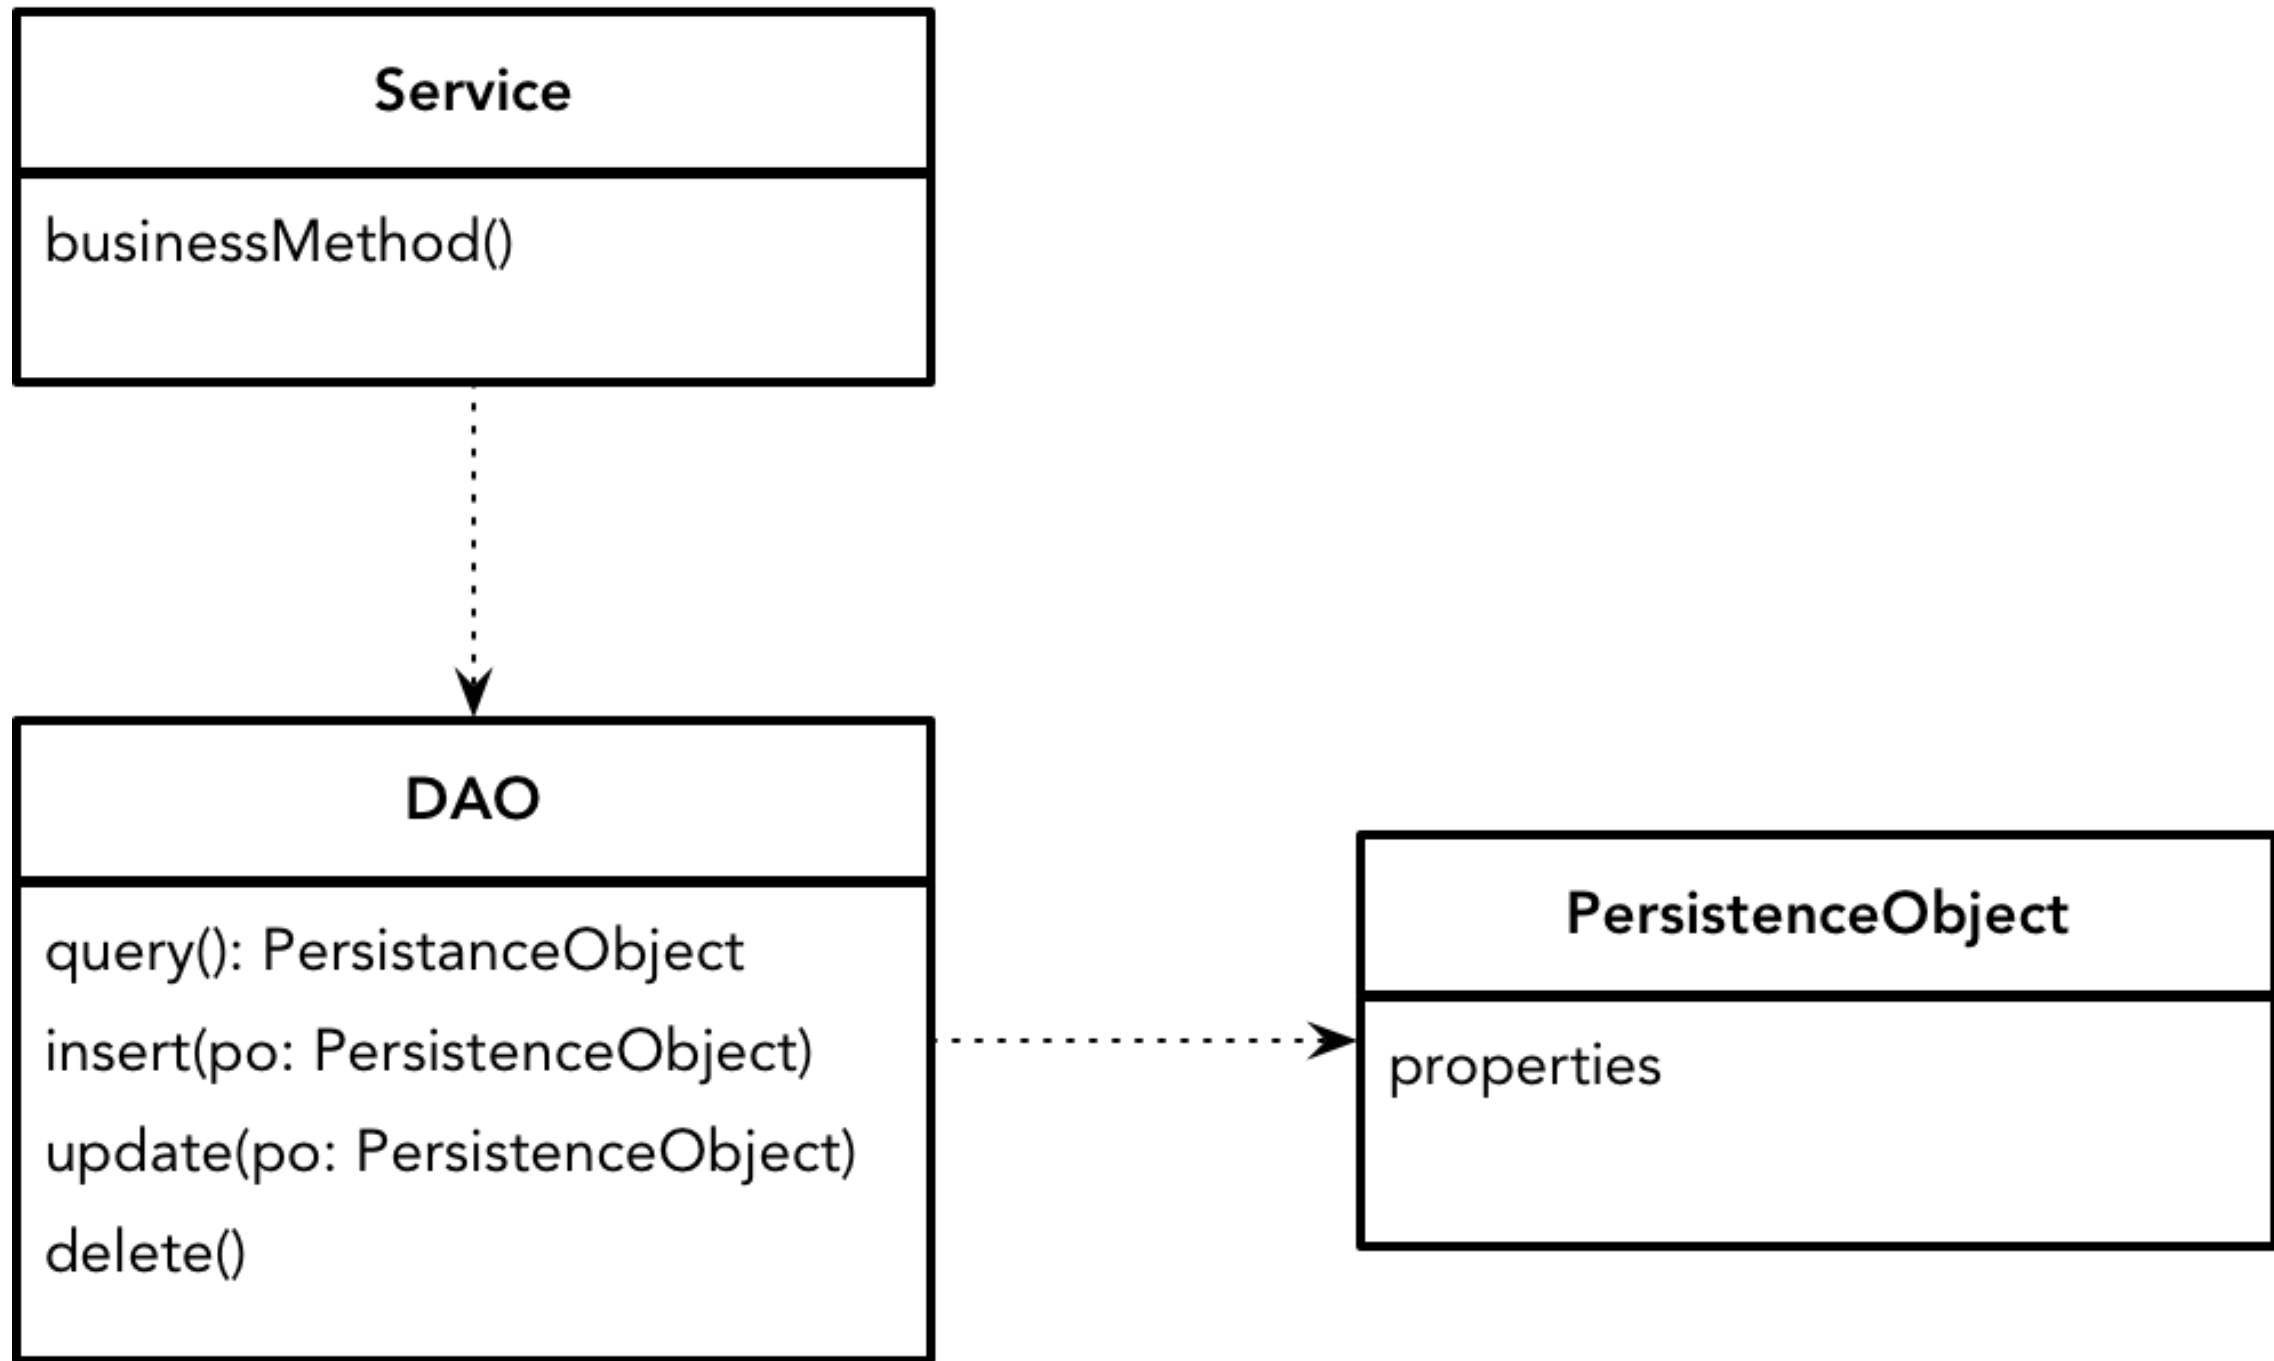 Service
businessMethod()
DAO
query(): PersistanceObject
insert(po: PersistenceObject)
update(po: PersistenceObject)
delete()
PersistenceObject
properties